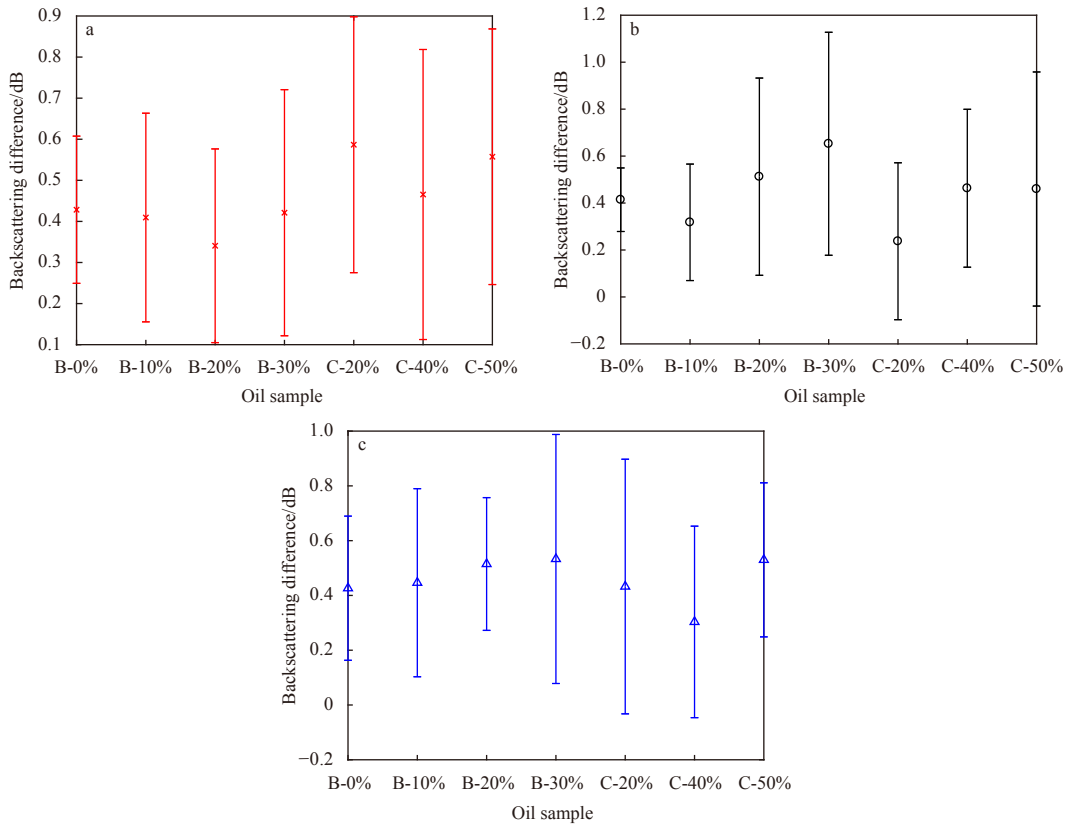 a
Backscattering difference/dB
0.9
0.8
0.7
0.6
0.5
0.4
0.3
0.2
0.1
B-0% B-10% B-20% B-30% C-20% C-40% C-50%
Oil sample
b
Backscattering difference/dB
1.2
1.0
0.8
0.6
0.4
0.2
0
−0.2
B-0% B-10% B-20% B-30% C-20% C-40% C-50%
Oil sample
c
Backscattering difference/dB
1.0
0.8
0.6
0.4
0.2
0
−0.2
B-0% B-10% B-20% B-30% C-20% C-40% C-50%
Oil sample